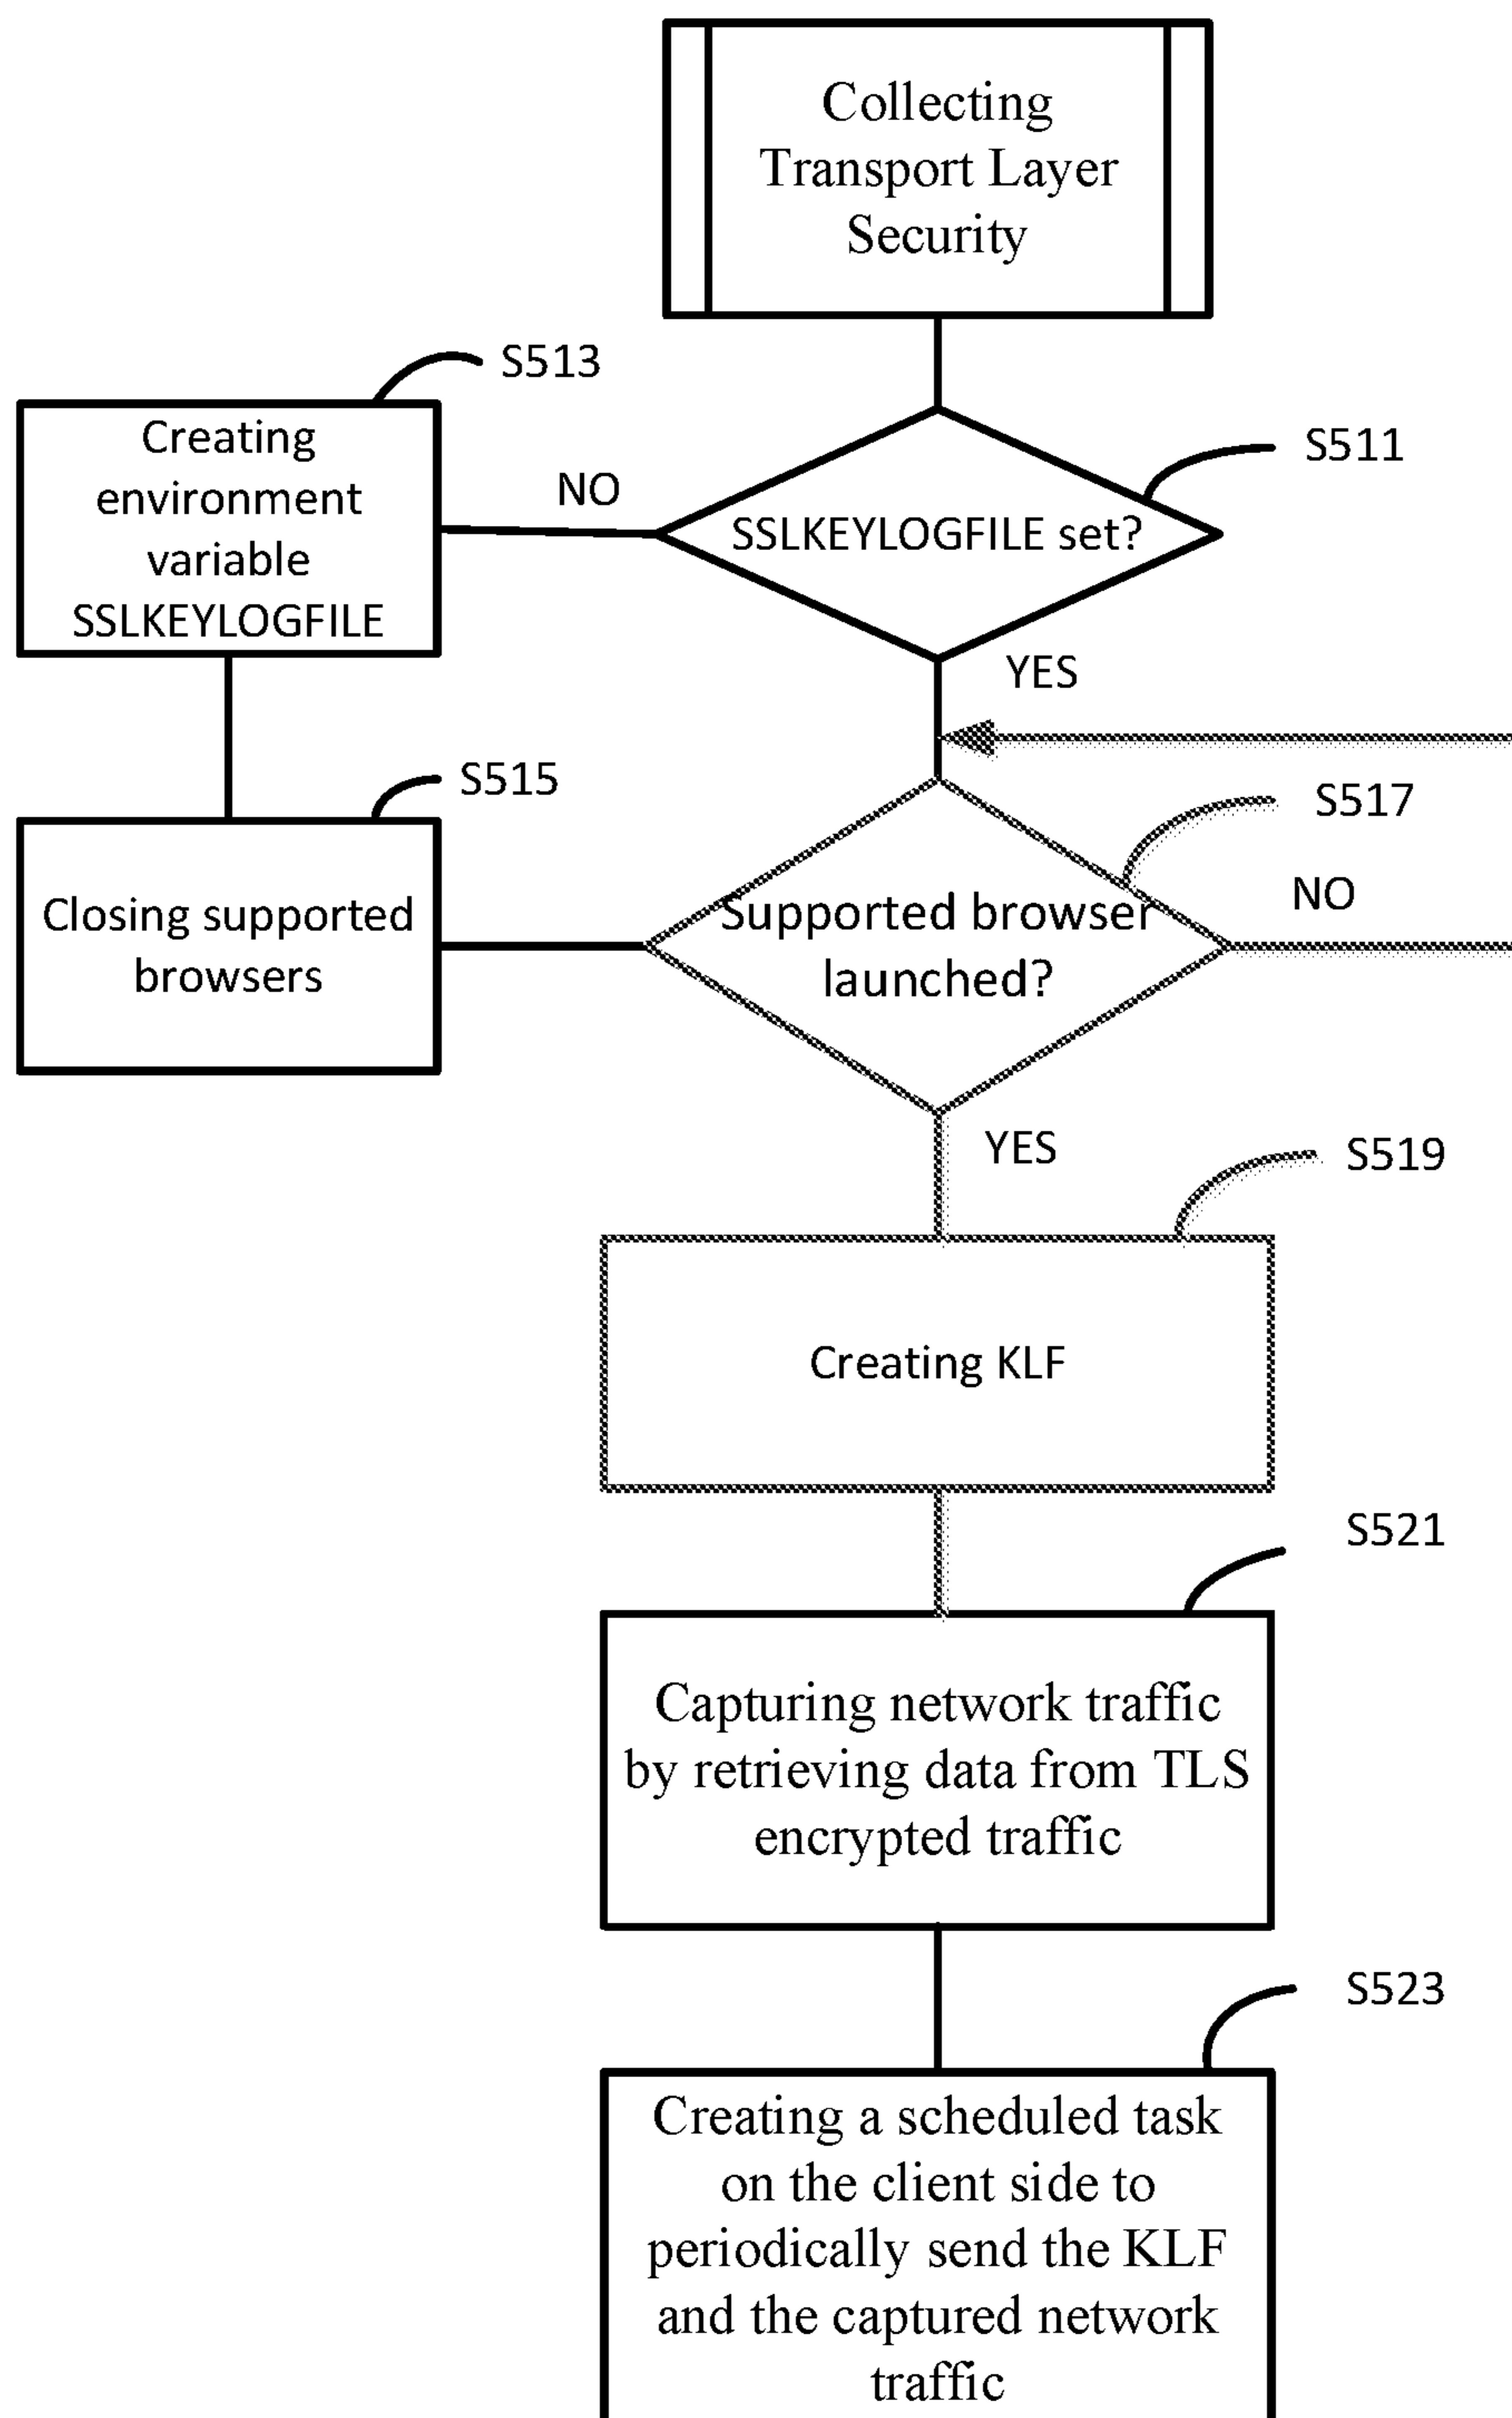 Collecting
Transport Layer
Security
S513
Creating
environment
variable
SSLKEYLOGFILE
NO
S511
SSLKEYLOGFILE set?
YES
S515
Closing supported
browsers
S517
Supported browser
launched?
NO
YES
S519
Creating KLF
S521
Capturing network traffic
by retrieving data from TLS
encrypted traffic
S523
Creating a scheduled task
on the client side to
periodically send the KLF
and the captured network
traffic